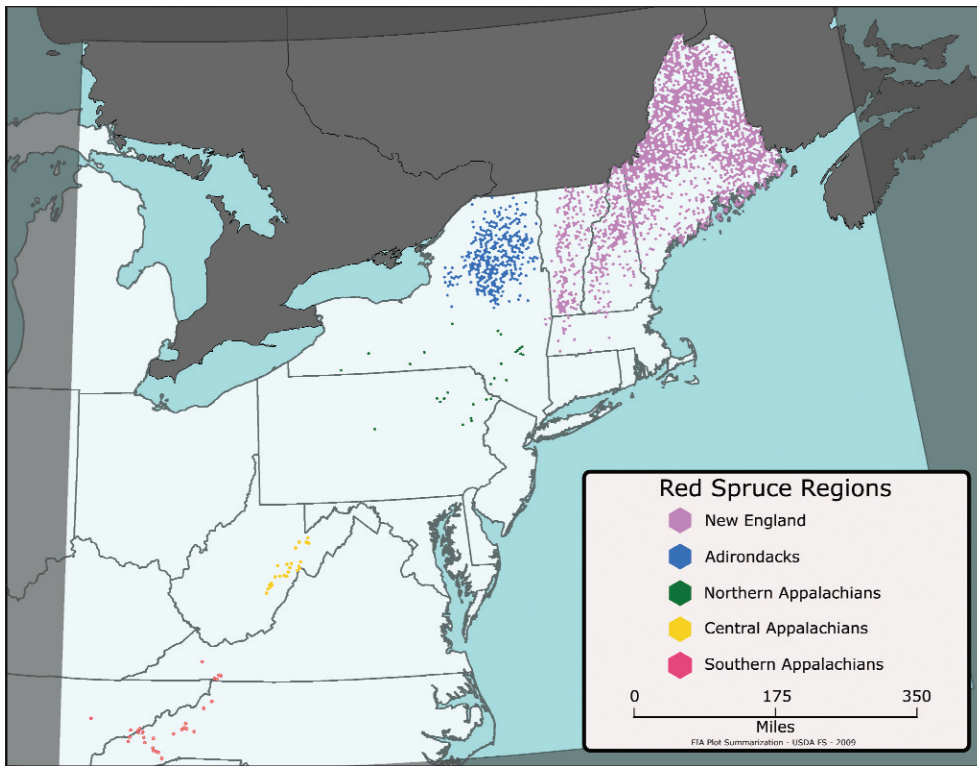 Red Spruce Regions
New England
Adirondacks
Northern Appalachians
Central Appalachians
Southern Appalachians
0 175 350
Miles
FIA Plot Summarization - USDA FS - 2009